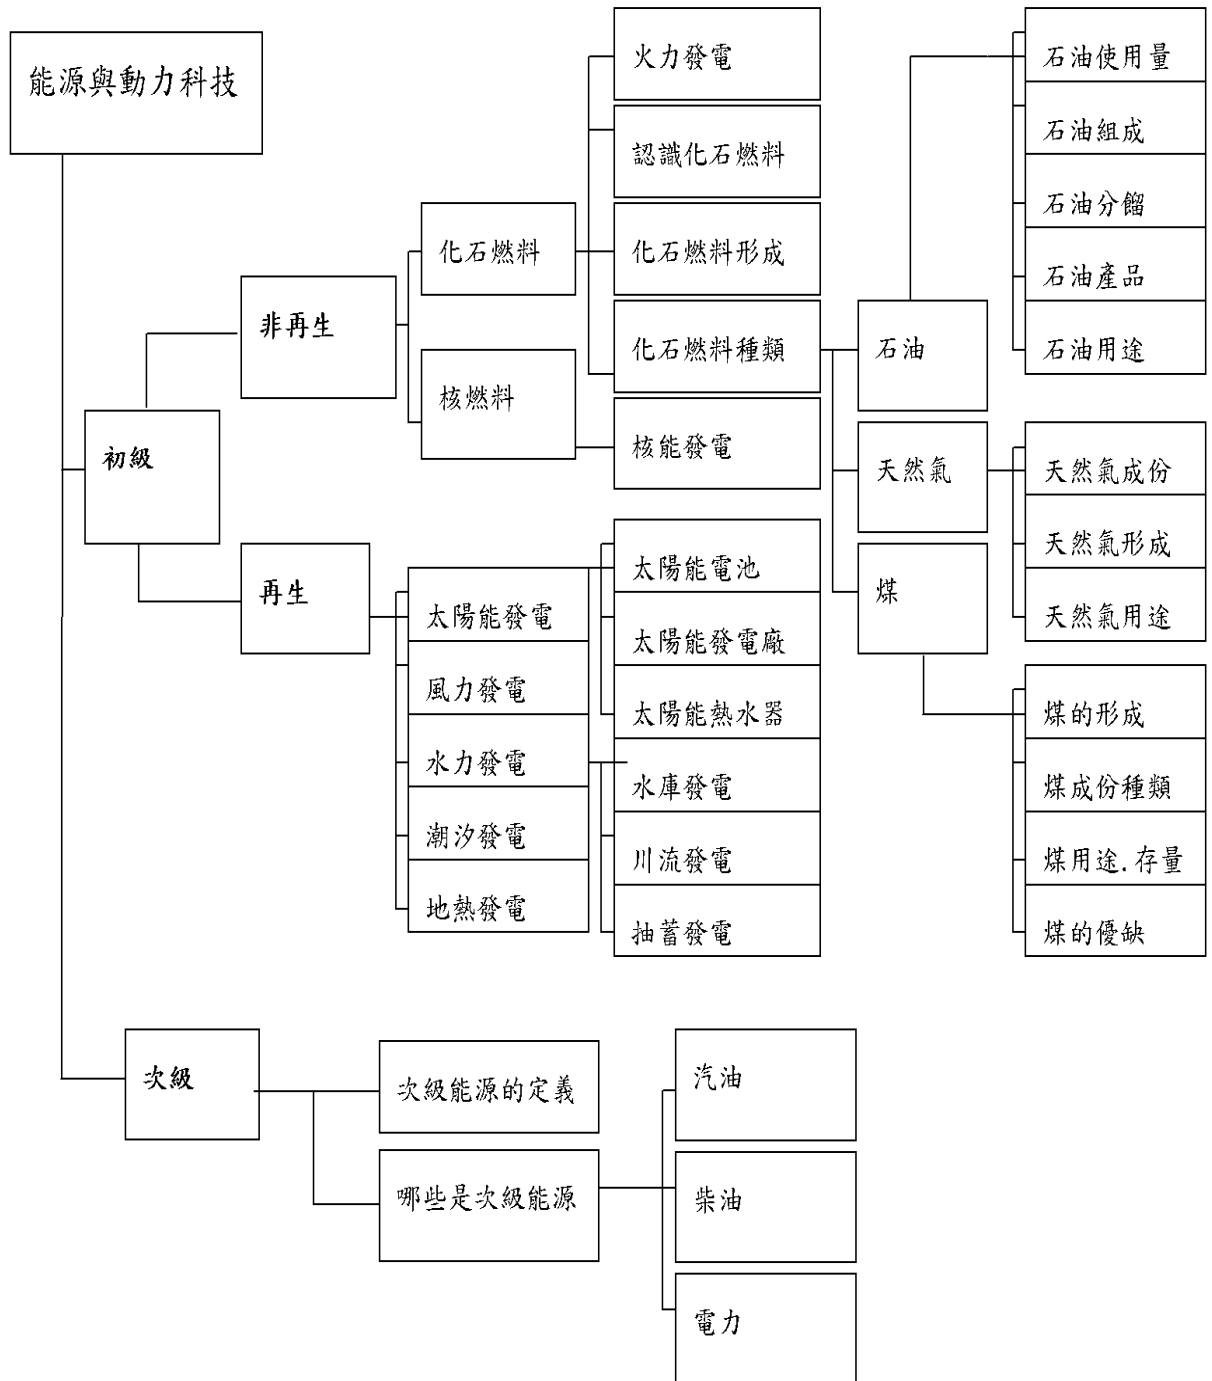 能源與動力科技
初級
非再生
化石燃料
火力發電
認識化石燃料
化石燃料形成
化石燃料種類
石油
石油使用量
石油組成
石油分餾
石油產品
石油用途
天然氣
天然氣成份
天然氣形成
天然氣用途
煤
煤的形成
煤成份種類
煤用途.存量
煤的優缺
核燃料
核能發電
再生
太陽能發電
太陽能電池
太陽能發電廠
太陽能熱水器
風力發電
水力發電
水庫發電
川流發電
抽蓄發電
潮汐發電
地熱發電
次級
次級能源的定義
哪些是次級能源
汽油
柴油
電力